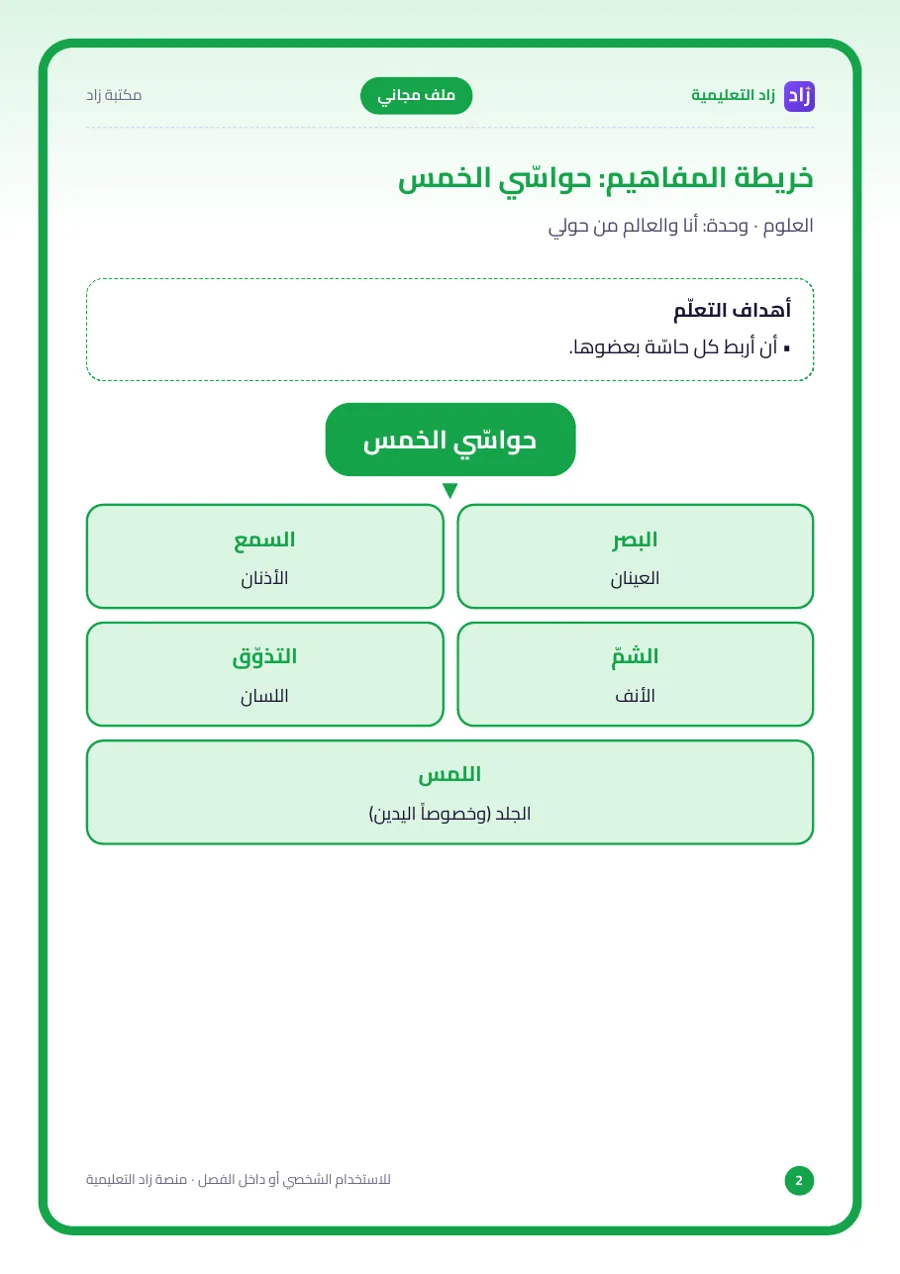 زاد
زاد التعليمية
ملف مجاني
مكتبة زاد
خريطة المفاهيم: حواسّي الخمس
العلوم · وحدة: أنا والعالم من حولي
أهداف التعلّم
▪ أن أربط كل حاسّة بعضوها.
حواسّي الخمس
▼
البصر
العينان
السمع
الأذنان
الشمّ
الأنف
التذوّق
اللسان
اللمس
الجلد (وخصوصاً اليدين)
2
للاستخدام الشخصي أو داخل الفصل · منصة زاد التعليمية